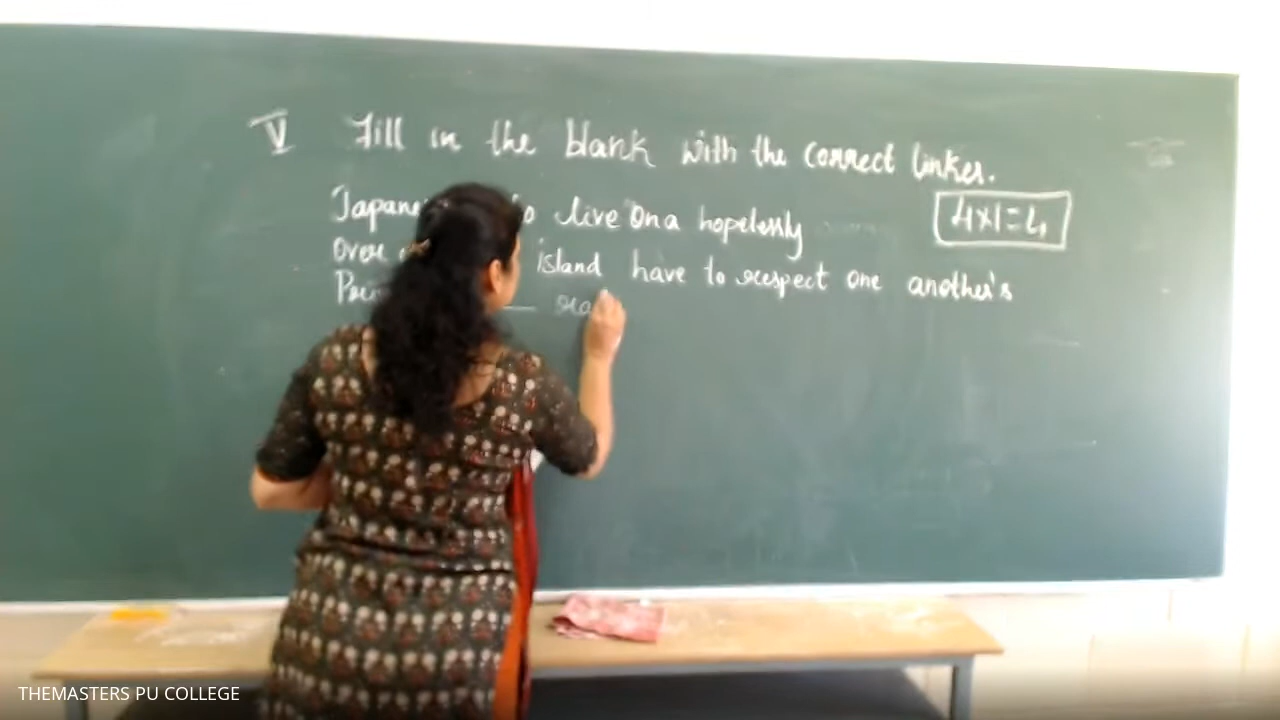 V Fill in the blank with the correct linker.
4x1=4
live on a hopelessly
over island have to respect one another's
THEMASTERS PU COLLEGE